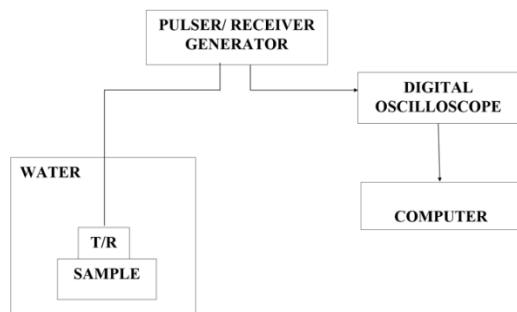 PULSER/ RECEIVER
GENERATOR
DIGITAL
OSCILLOSCOPE
WATER
COMPUTER
T/R
SAMPLE